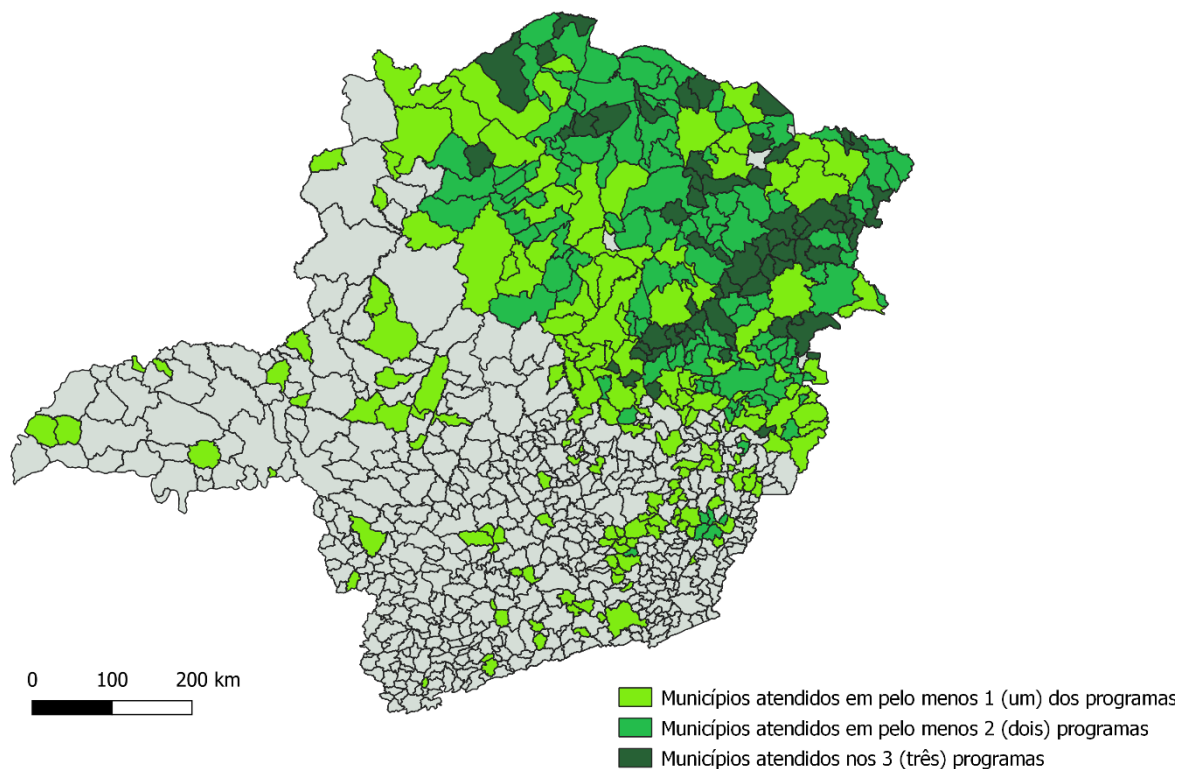 0 100 200 km
Municípios atendidos em pelo menos 1 (um) dos programas
Municípios atendidos em pelo menos 2 (dois) programas
Municípios atendidos nos 3 (três) programas